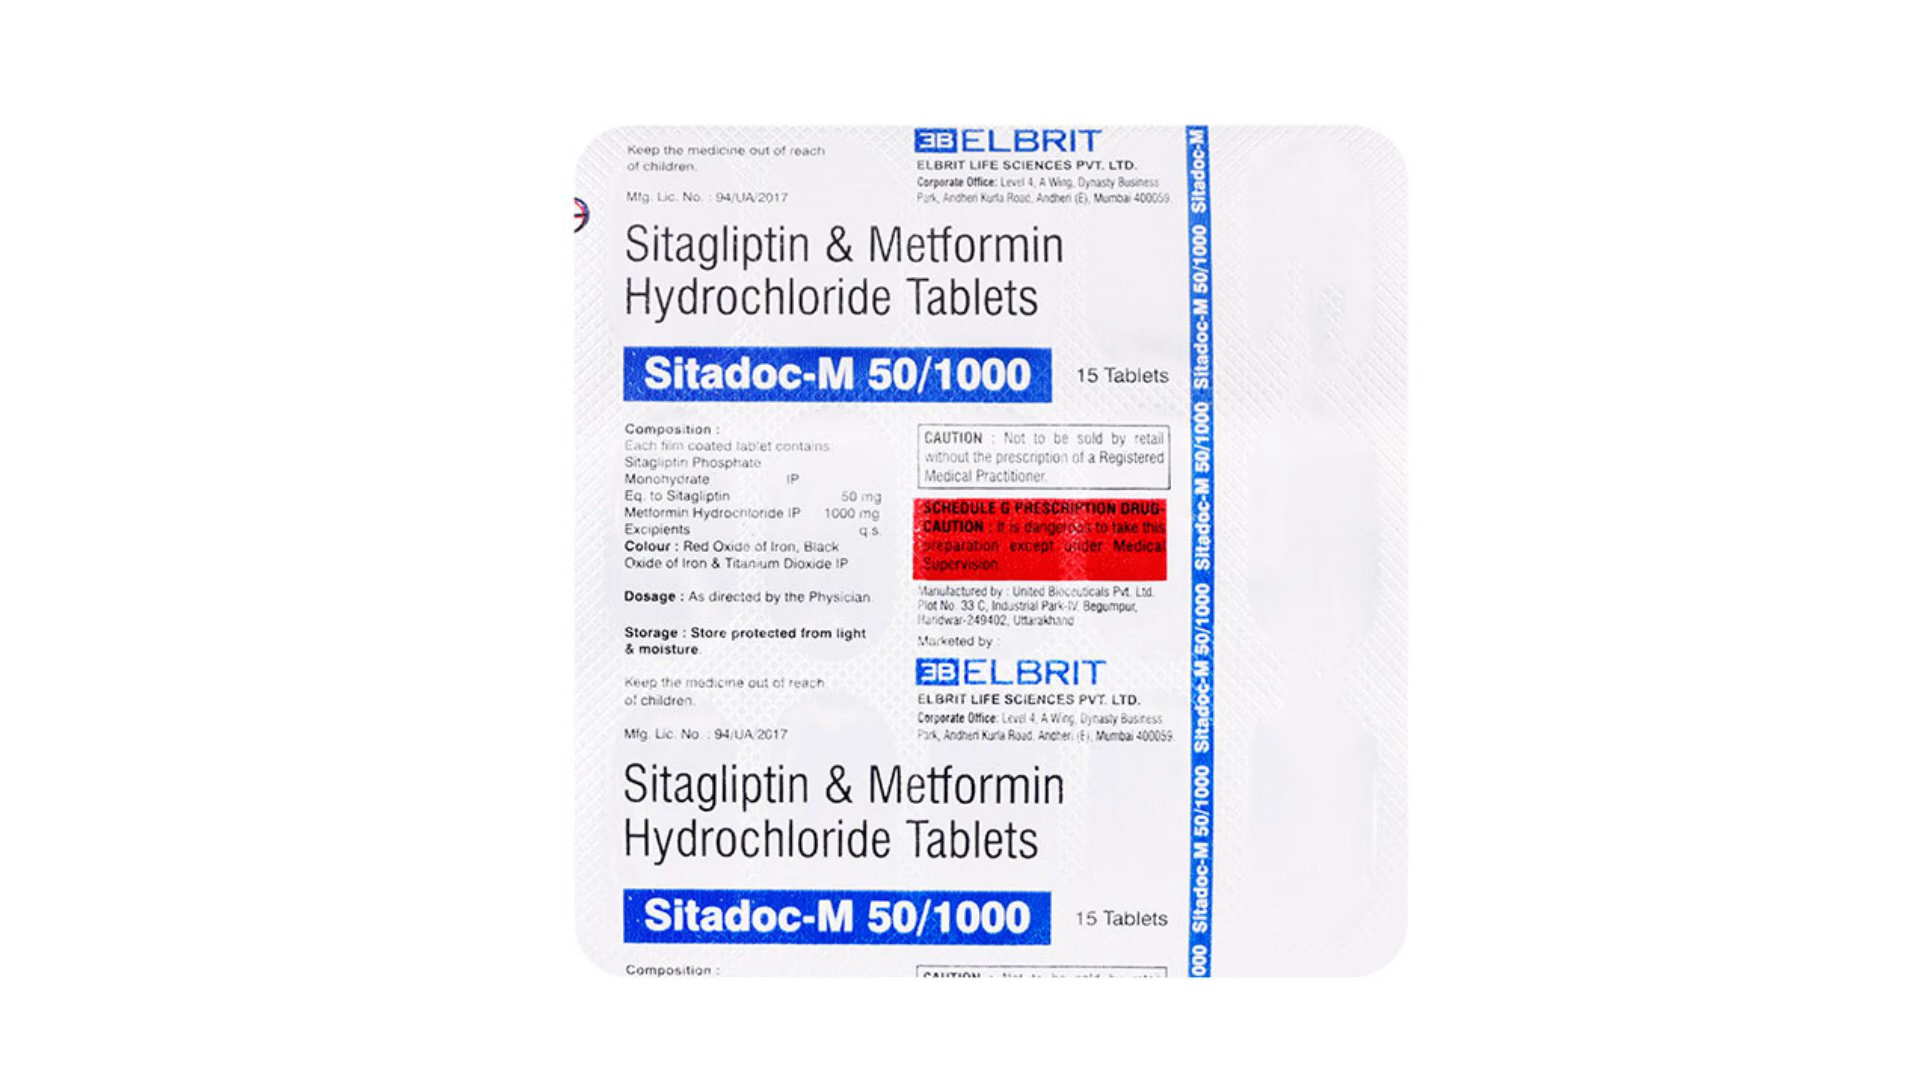 Keep the medicine out of reach
of children.
Mfg. Lic. No. : 94/UA/2017
ELBRIT
ELBRIT LIFE SCIENCES PVT. LTD.
Corporate Office: Level 4, A Wing, Dynasty Business
Park, Andheri Kurla Road, Andheri (E), Mumbai 400059.
Sitagliptin & Metformin
Hydrochloride Tablets
Sitadoc-M 50/1000
15 Tablets
Composition :
Each film coated tablet contains:
Sitagliptin Phosphate
Monohydrate IP
Eq. to Sitagliptin 50 mg
Metformin Hydrochloride IP 1000 mg
Excipients q.s.
Colour : Red Oxide of Iron, Black
Oxide of Iron & Titanium Dioxide IP
Dosage : As directed by the Physician.
Storage : Store protected from light
& moisture.
CAUTION : Not to be sold by retail
without the prescription of a Registered
Medical Practitioner.
SCHEDULE G PRESCRIPTION DRUG-
CAUTION : It is dangerous to take this
preparation except under Medical
Supervision
Manufactured by : United Bioceuticals Pvt. Ltd.
Plot No. 33 C, Industrial Park-IV, Begumpur,
Haridwar-249402, Uttarakhand
Marketed by :
ELBRIT
ELBRIT LIFE SCIENCES PVT. LTD.
Corporate Office: Level 4, A Wing, Dynasty Business
Park, Andheri Kurla Road, Andheri (E), Mumbai 400059.
Keep the medicine out of reach
of children.
Mfg. Lic. No. : 94/UA/2017
Sitagliptin & Metformin
Hydrochloride Tablets
Sitadoc-M 50/1000
15 Tablets
Composition :
CAUTION : Not to be sold by retail
000 Sitadoc-M 50/1000 Sitadoc-M 50/1000 Sitadoc-M 50/1000 Sitadoc-M 50/1000 Sitadoc-M